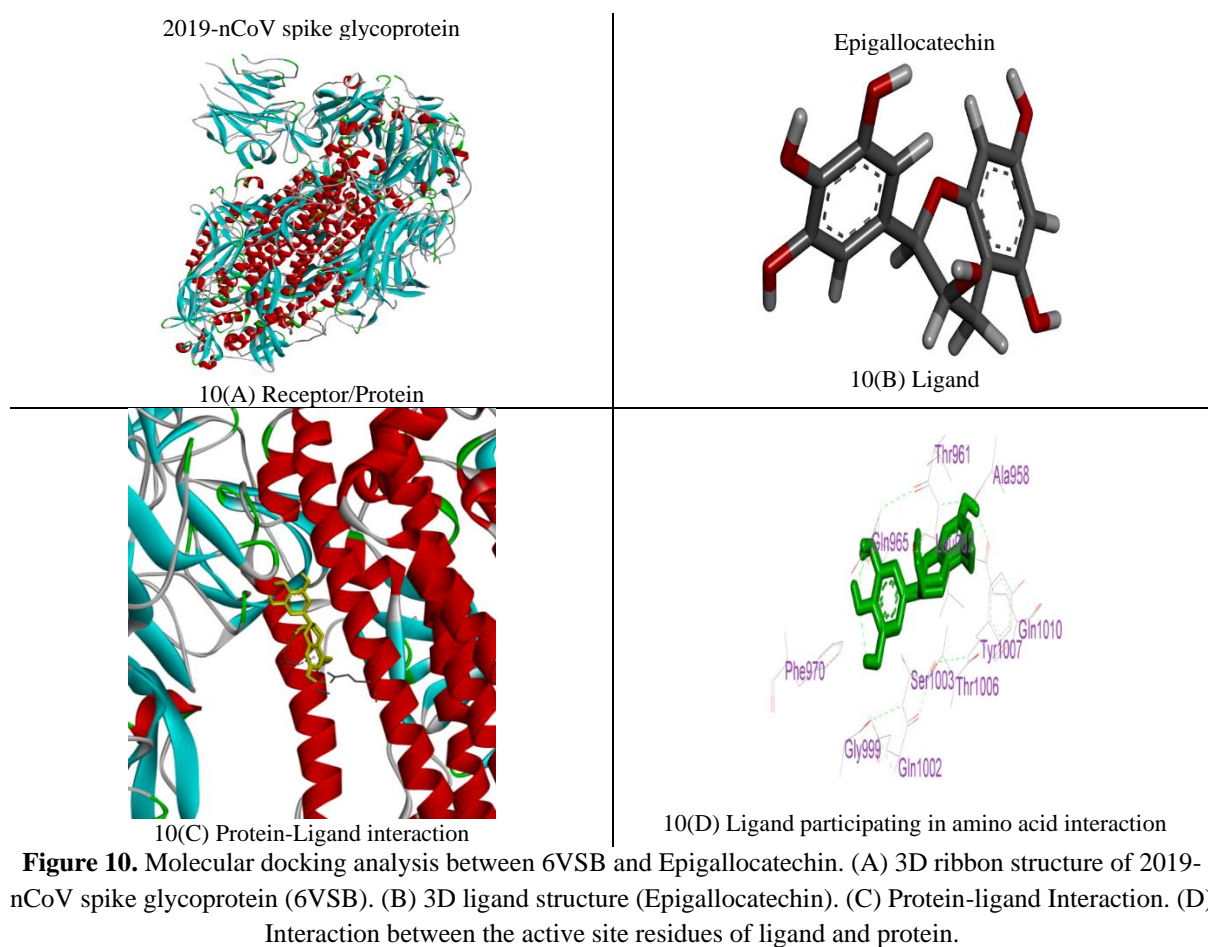 2019-nCoV spike glycoprotein
10(A) Receptor/Protein
Epigallocatechin
10(B) Ligand
10(C) Protein-Ligand interaction
Thr961
Ala958
Gln965
Gln1010
Tyr1007
Phe970
Ser1003
Thr1006
Gly999
Gln1002
10(D) Ligand participating in amino acid interaction
Figure 10. Molecular docking analysis between 6VSB and Epigallocatechin. (A) 3D ribbon structure of 2019-
nCoV spike glycoprotein (6VSB). (B) 3D ligand structure (Epigallocatechin). (C) Protein-ligand Interaction. (D)
Interaction between the active site residues of ligand and protein.